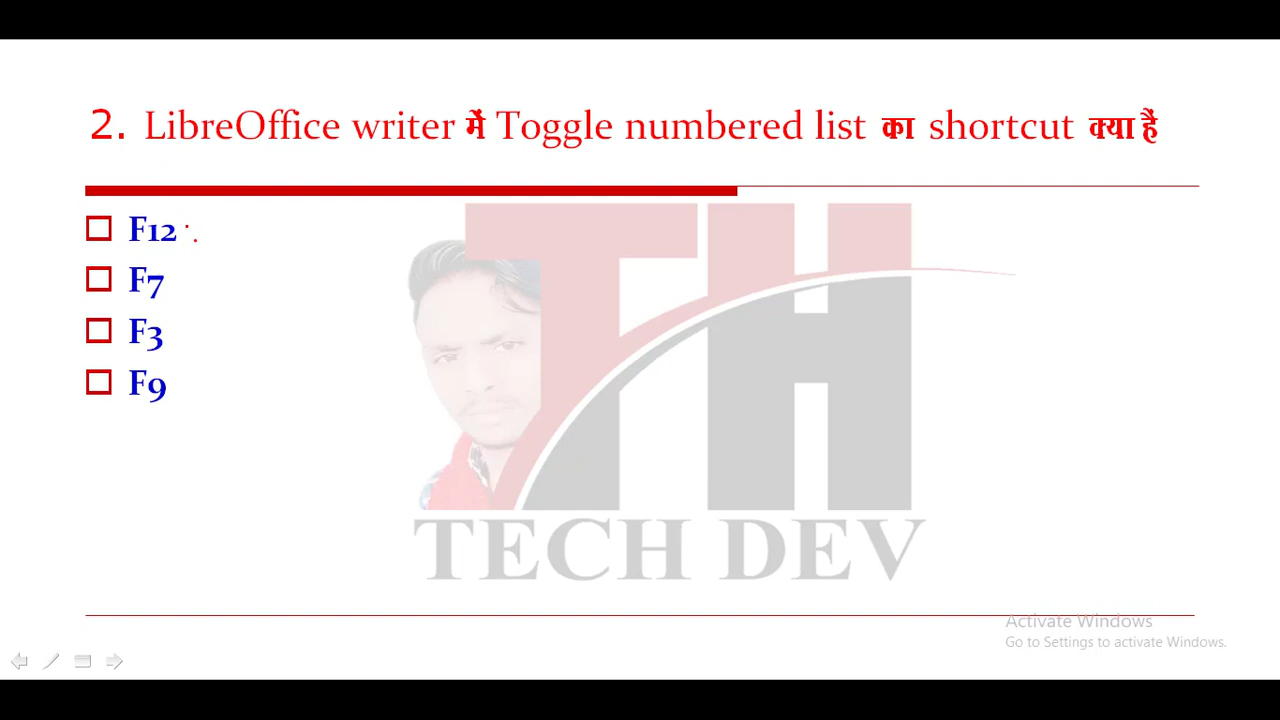 2. LibreOffice writer में Toggle numbered list का shortcut क्या है
F12
F7
F3
F9
TH
TECH DEV
Activate Windows
Go to Settings to activate Windows.